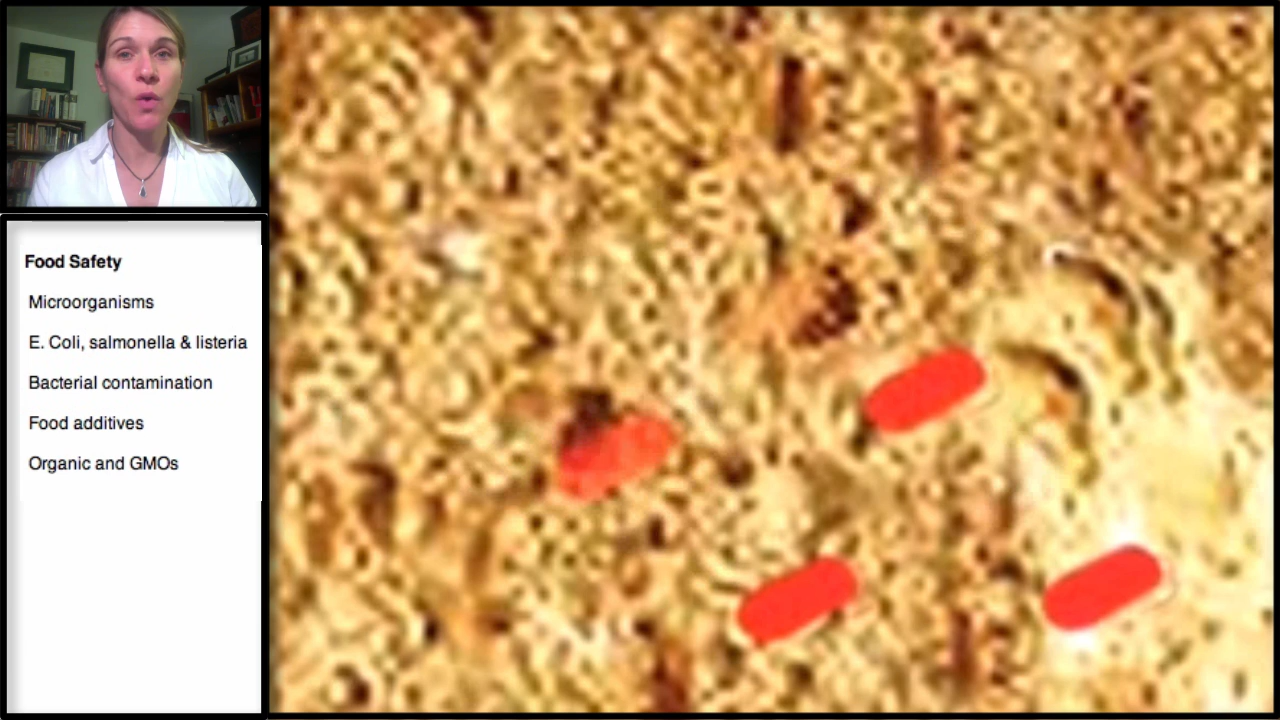 Food Safety
Microorganisms
E. Coli, salmonella & listeria
Bacterial contamination
Food additives
Organic and GMOs